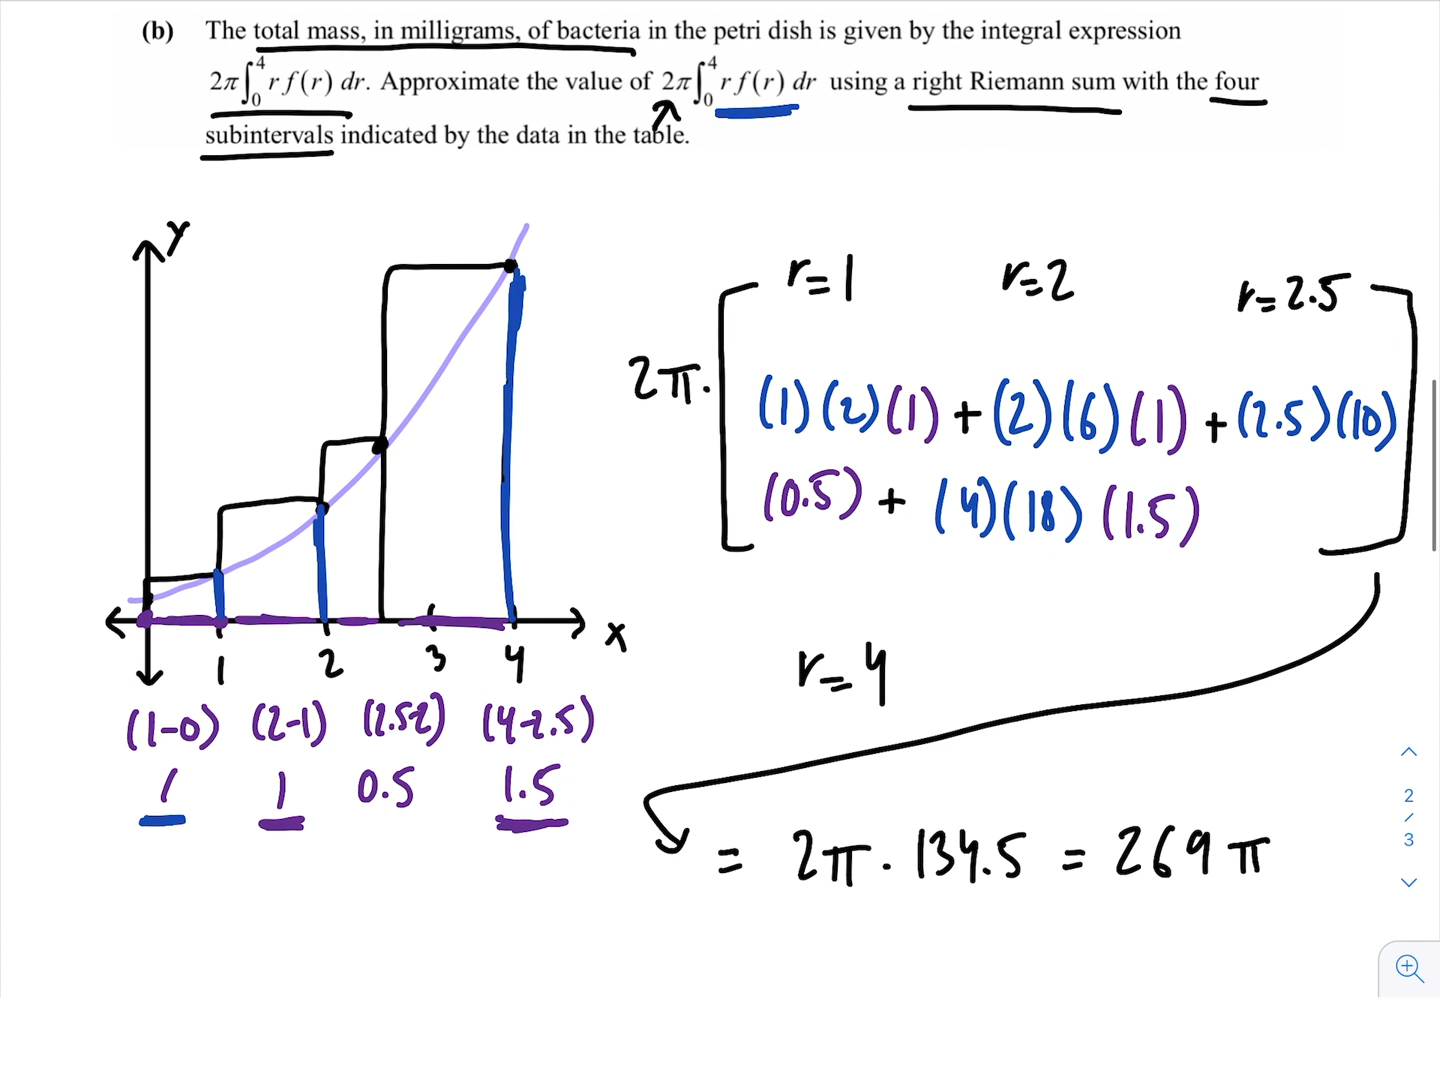 (b) The total mass, in milligrams, of bacteria in the petri dish is given by the integral expression
2π∫₀⁴ r f(r) dr. Approximate the value of 2π∫₀⁴ r f(r) dr using a right Riemann sum with the four
subintervals indicated by the data in the table.
y
r=1 r=2 r=2.5
2π· [(1)(2)(1) + (2)(6)(1) + (2.5)(10)
(0.5) + (4)(18)(1.5)]
x
1 2 3 4
r=4
(1-0) (2-1) (2.5-2) (4-2.5)
1 1 0.5 1.5
= 2π · 134.5 = 269π
2
/
3